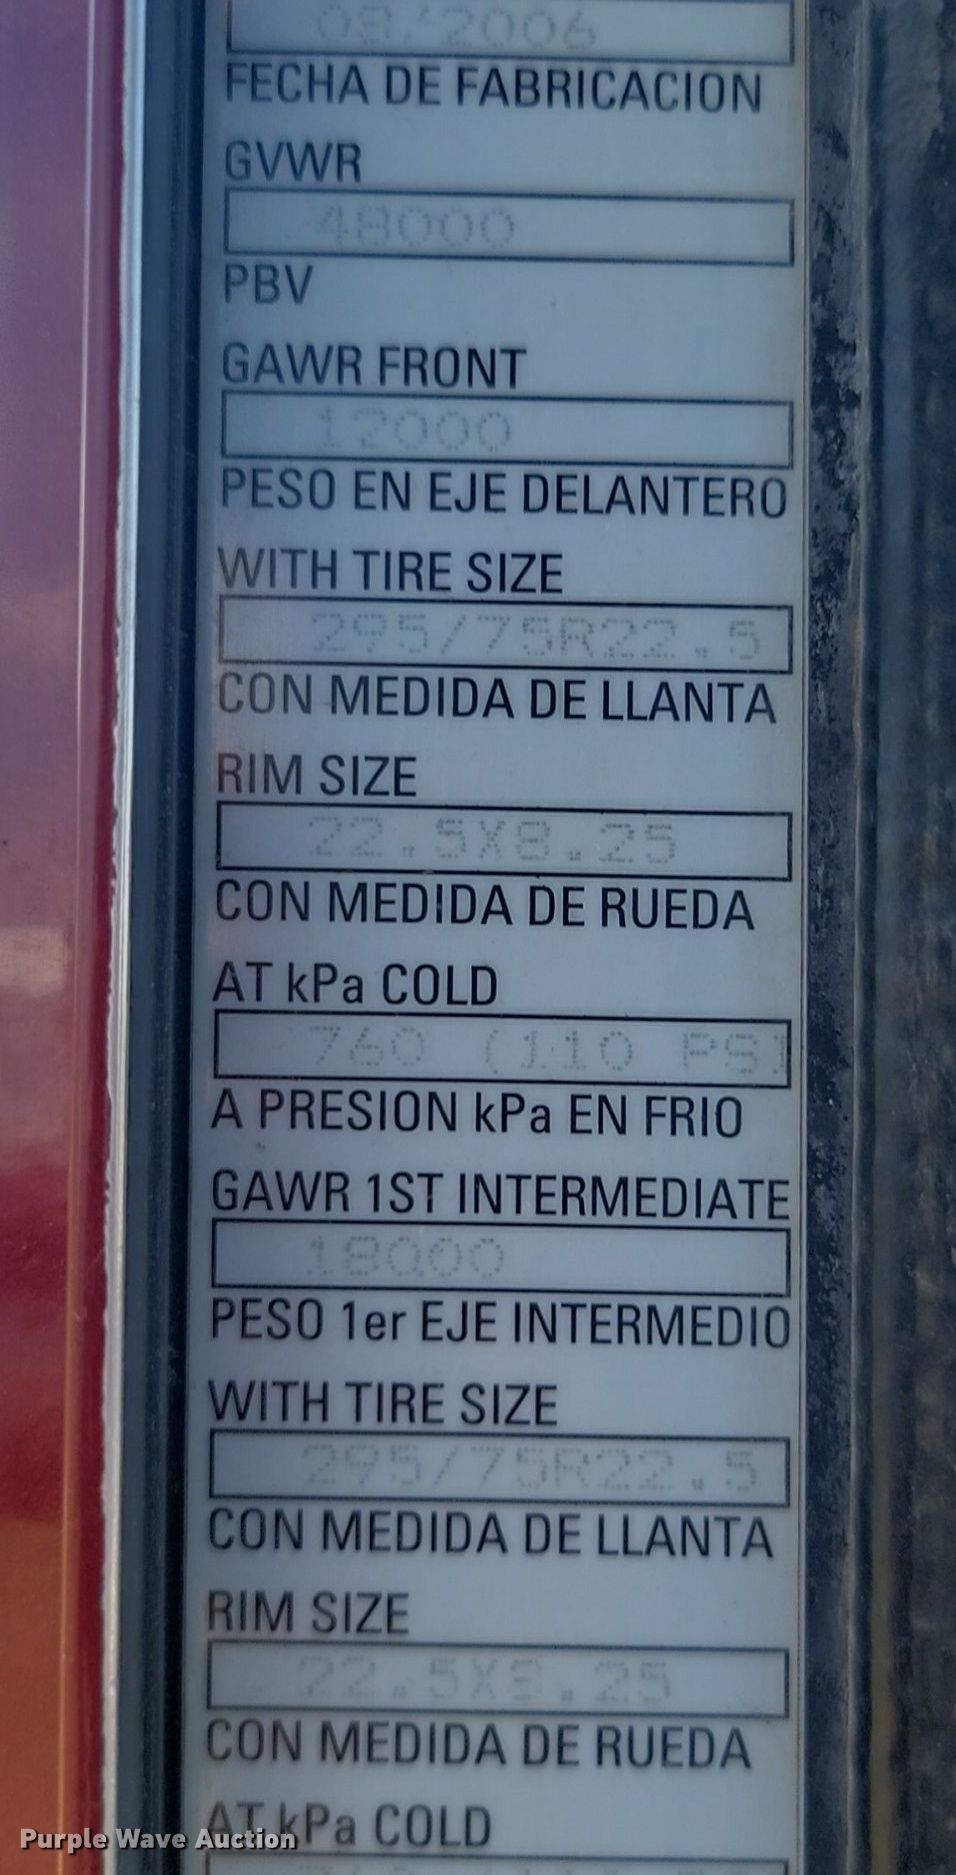 08/2006
FECHA DE FABRICACION
GVWR
48000
PBV
GAWR FRONT
12000
PESO EN EJE DELANTERO
WITH TIRE SIZE
295/75R22.5
CON MEDIDA DE LLANTA
RIM SIZE
22.5X8.25
CON MEDIDA DE RUEDA
AT kPa COLD
760 (110 PSI
A PRESION kPa EN FRIO
GAWR 1ST INTERMEDIATE
18000
PESO 1er EJE INTERMEDIO
WITH TIRE SIZE
295/75R22.5
CON MEDIDA DE LLANTA
RIM SIZE
22.5X8.25
CON MEDIDA DE RUEDA
AT kPa COLD
Purple Wave Auction